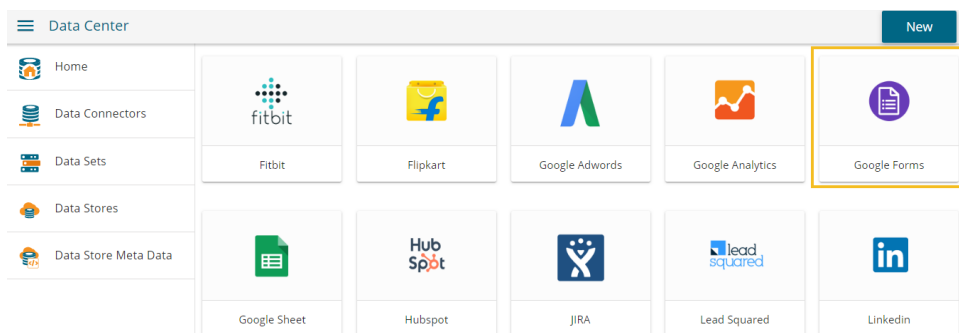 Data Center
New
Home
Data Connectors
Data Sets
Data Stores
Data Store Meta Data
fitbit
Fitbit
Flipkart
Google Adwords
Google Analytics
Google Forms
Google Sheet
Hub
Spot
Hubspot
JIRA
lead
squared
Lead Squared
in
Linkedin